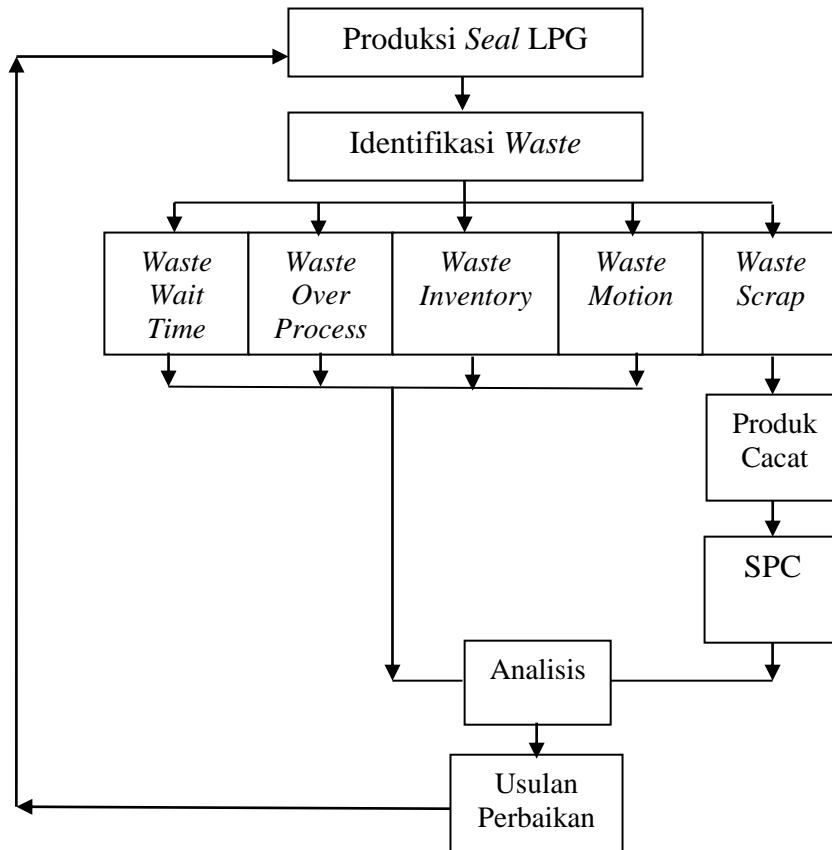 Produksi Seal LPG
Identifikasi Waste
Waste
Wait
Time
Waste
Over
Process
Waste
Inventory
Waste
Motion
Waste
Scrap
Produk
Cacat
SPC
Analisis
Usulan
Perbaikan